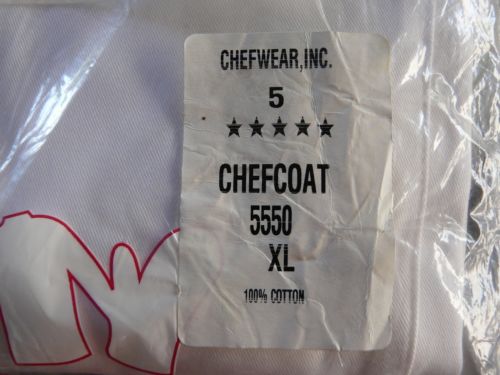 CHEFWEAR,INC.
5
★★★★★
CHEFCOAT
5550
XL
100% COTTON